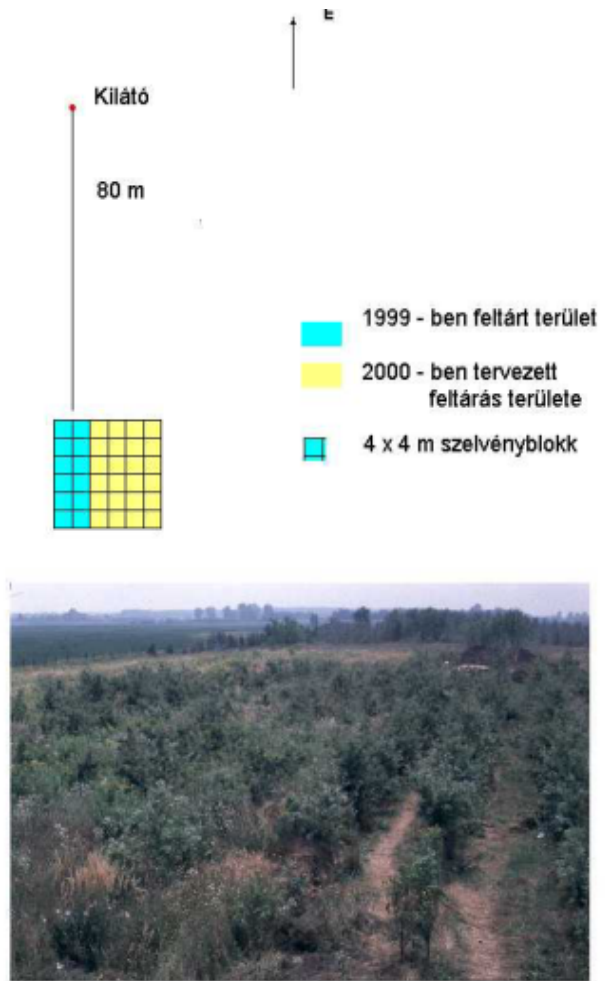 É
Kilátó
80 m
1999 - ben feltárt terület
2000 - ben tervezett
feltárás területe
4 x 4 m szelvényblokk